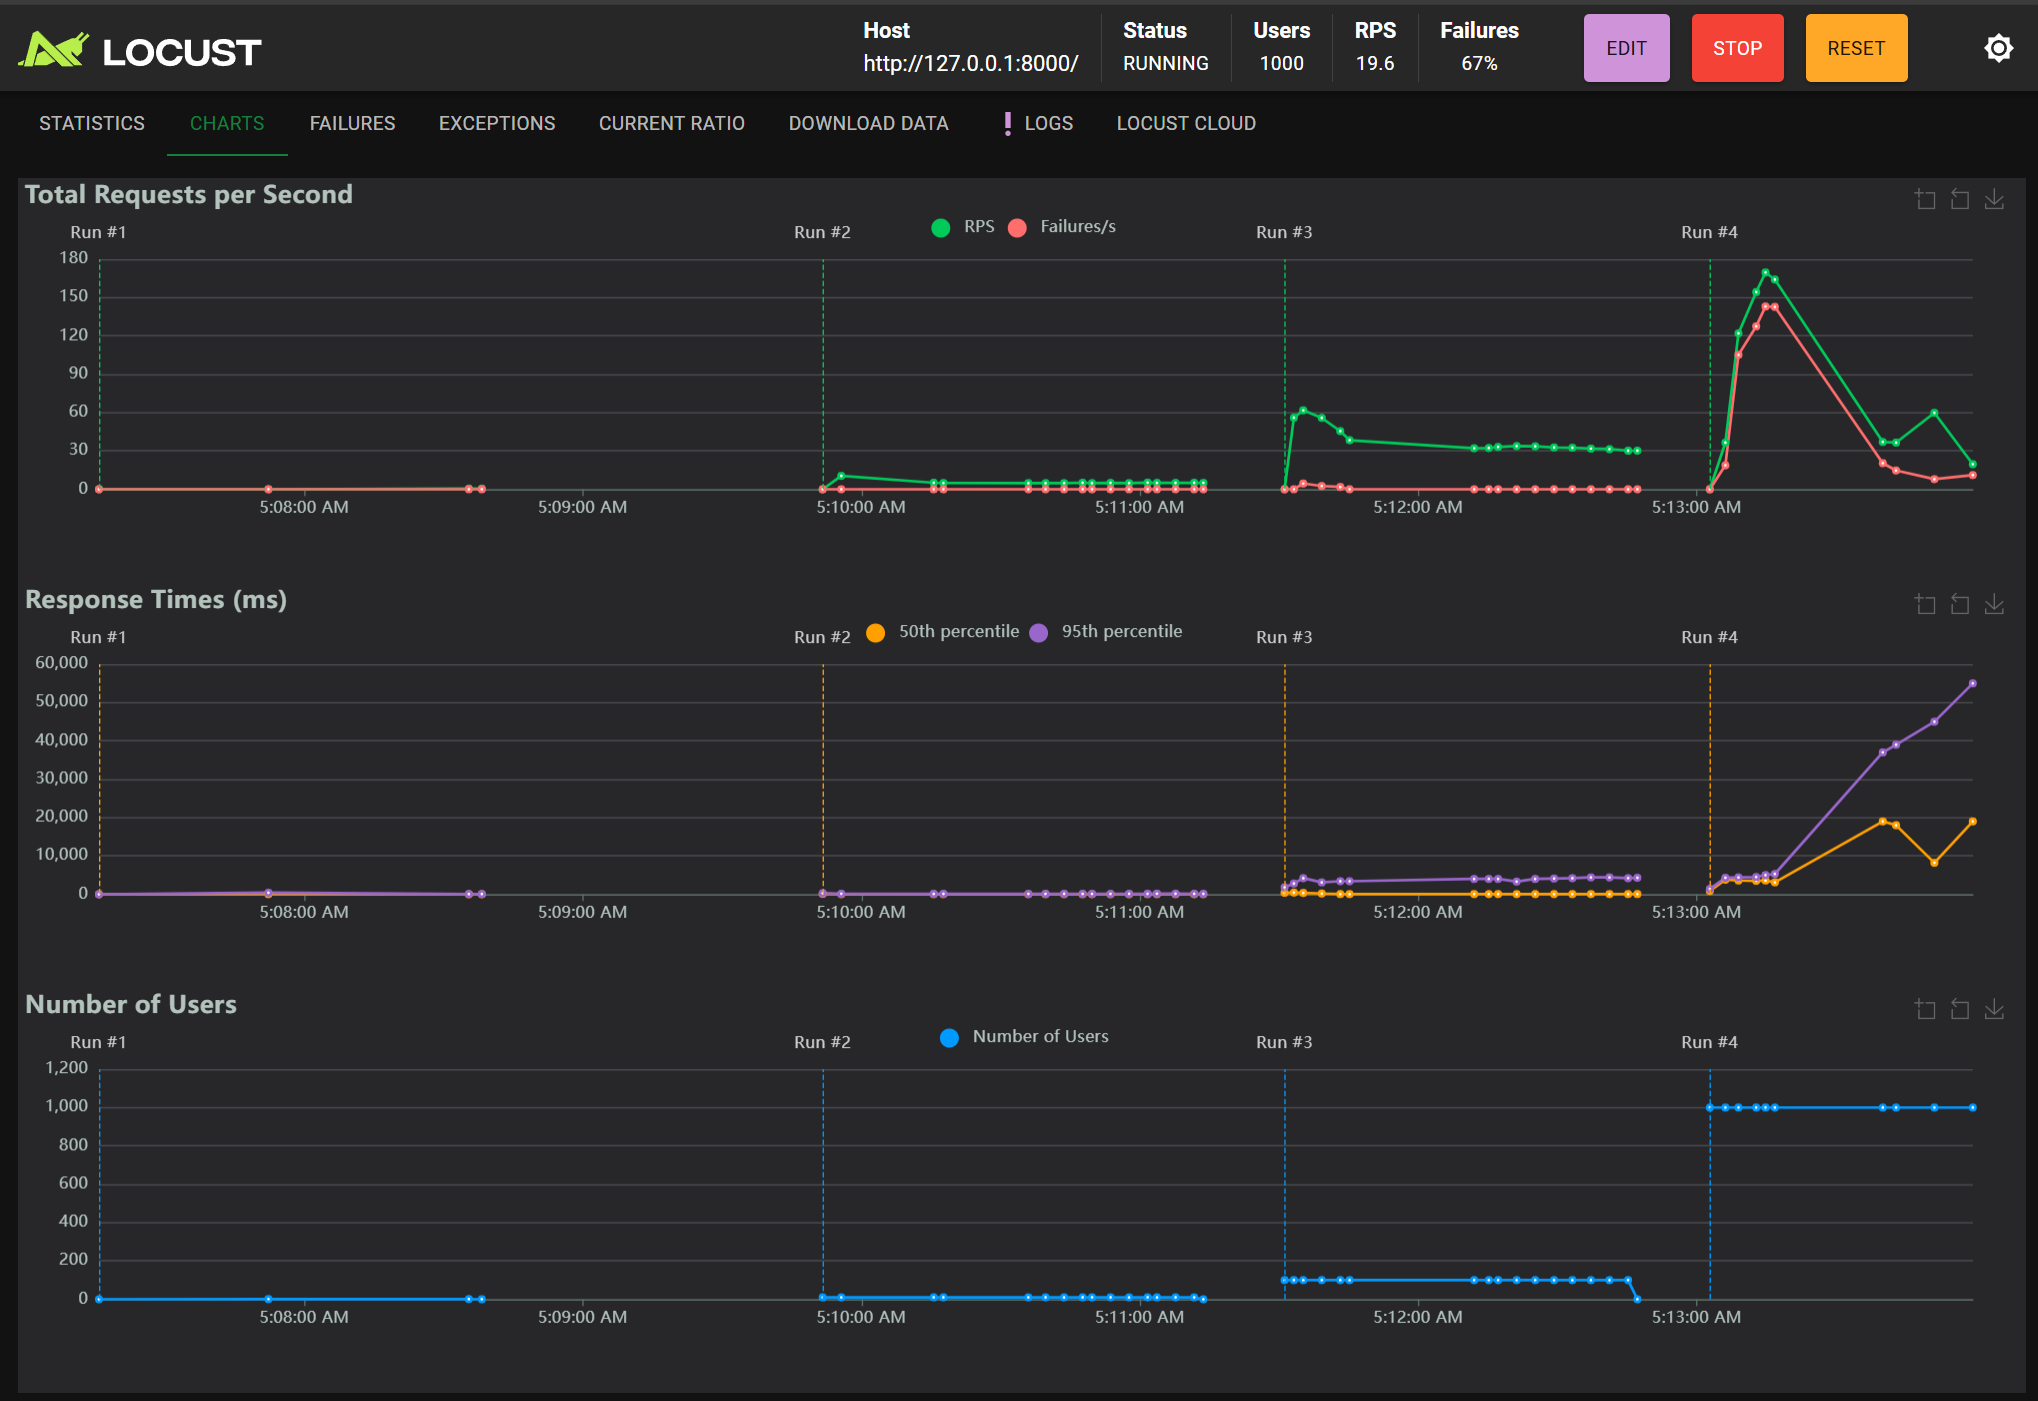 LOCUST
Host
http://127.0.0.1:8000/
Status
RUNNING
Users
1000
RPS
19.6
Failures
67%
EDIT
STOP
RESET
STATISTICS CHARTS FAILURES EXCEPTIONS CURRENT RATIO DOWNLOAD DATA LOGS LOCUST CLOUD
Total Requests per Second
RPS Failures/s
Run #1 Run #2 Run #3 Run #4
180
150
120
90
60
30
0
5:08:00 AM 5:09:00 AM 5:10:00 AM 5:11:00 AM 5:12:00 AM 5:13:00 AM
Response Times (ms)
50th percentile 95th percentile
Run #1 Run #2 Run #3 Run #4
60,000
50,000
40,000
30,000
20,000
10,000
0
5:08:00 AM 5:09:00 AM 5:10:00 AM 5:11:00 AM 5:12:00 AM 5:13:00 AM
Number of Users
Number of Users
Run #1 Run #2 Run #3 Run #4
1,200
1,000
800
600
400
200
0
5:08:00 AM 5:09:00 AM 5:10:00 AM 5:11:00 AM 5:12:00 AM 5:13:00 AM